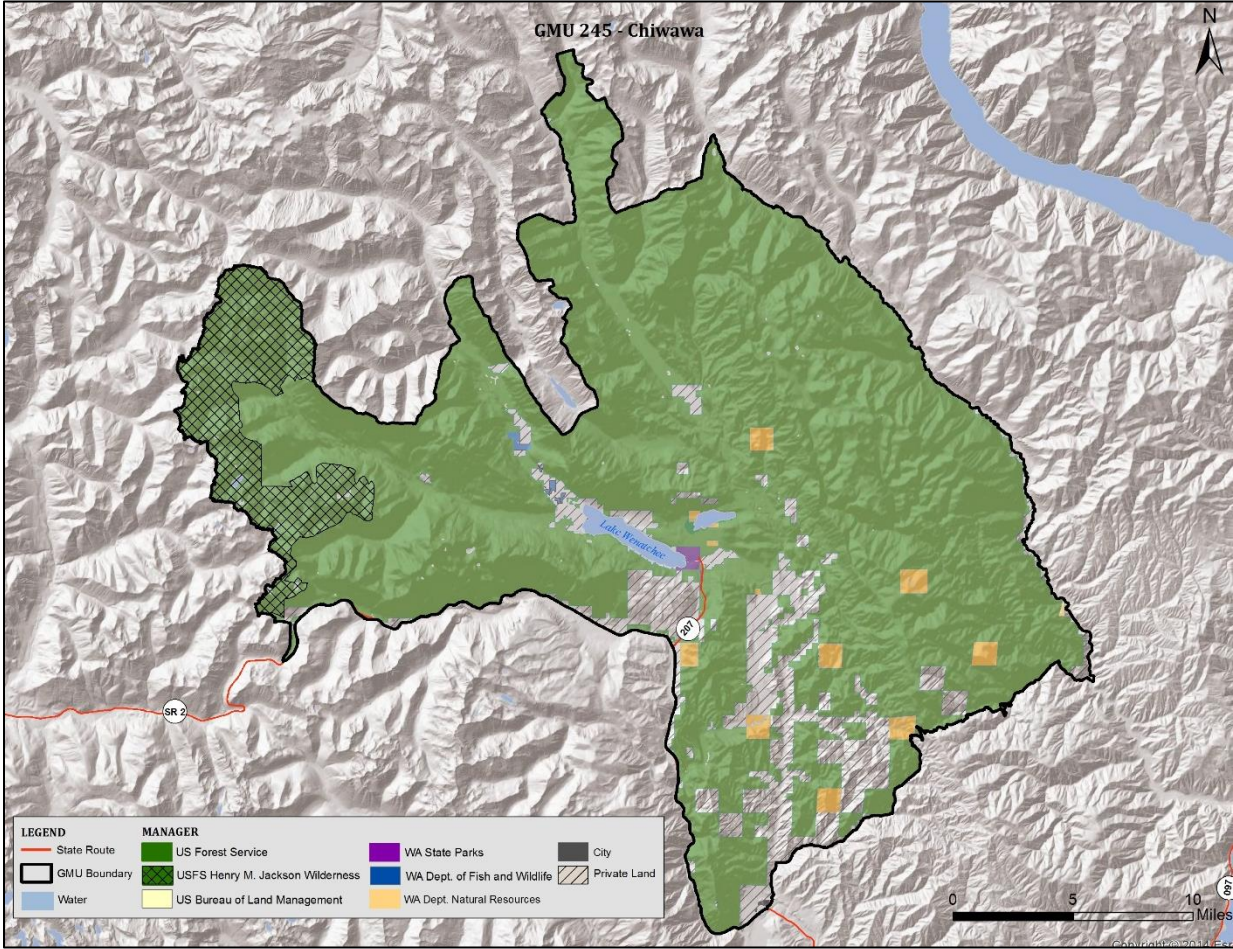 GMU 245 - Chiwawa
N
Lake Wenatchee
207
SR 2
LEGEND
State Route
GMU Boundary
Water
MANAGER
US Forest Service
USFS Henry M. Jackson Wilderness
US Bureau of Land Management
WA State Parks
WA Dept. of Fish and Wildlife
WA Dept. Natural Resources
City
Private Land
097
0 5 10
Miles
Copyright:© 2014 Esr